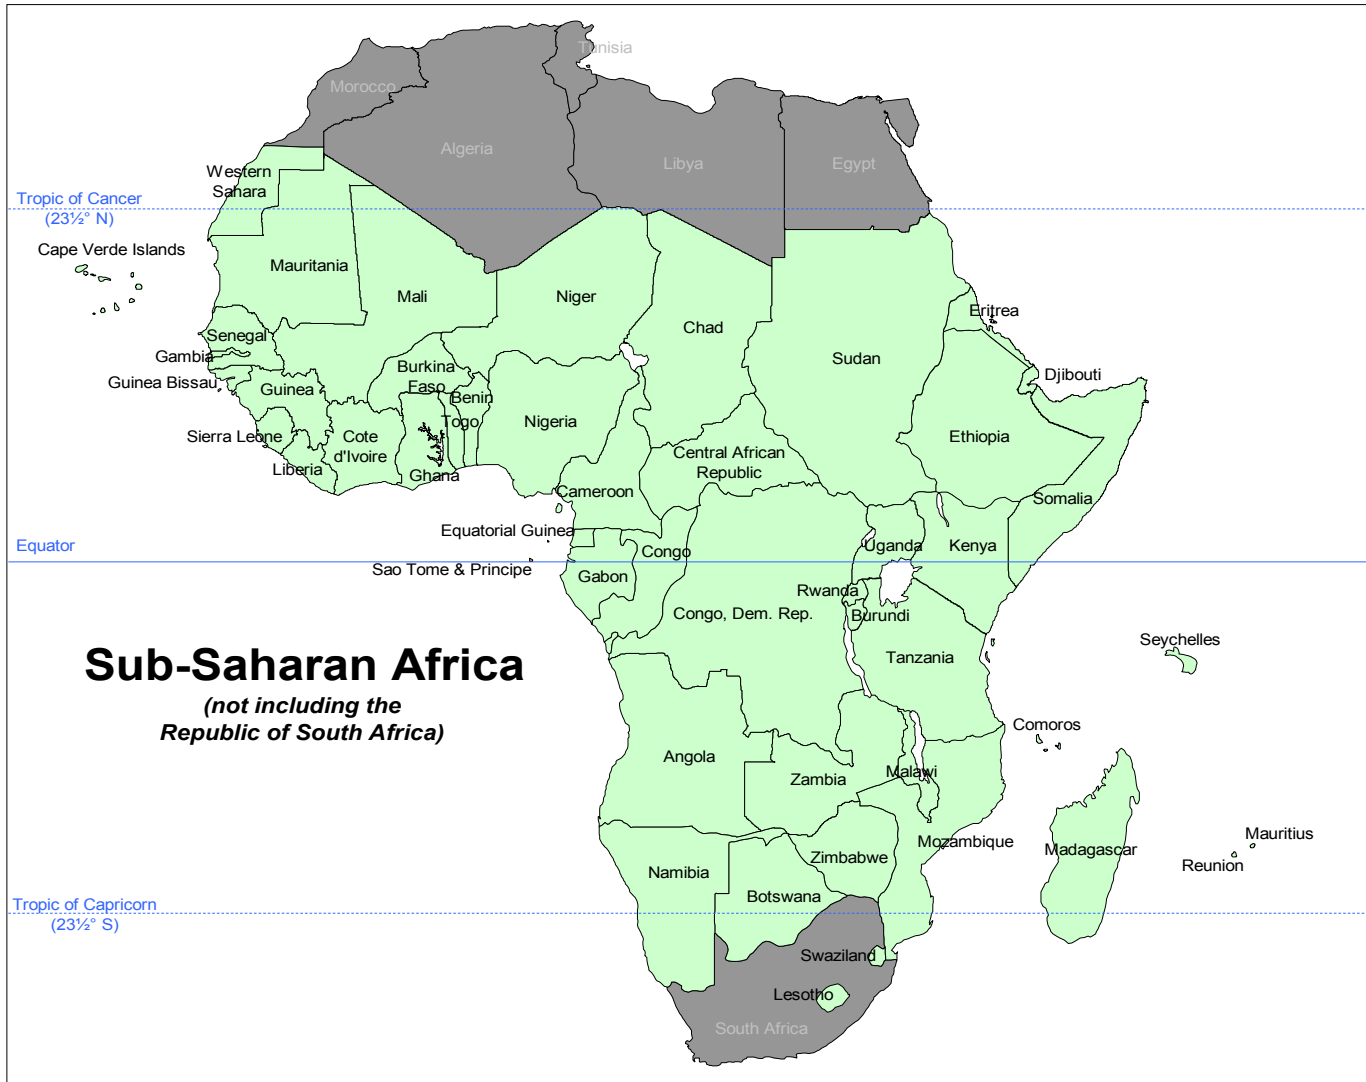 Tunisia
Morocco
Algeria
Libya
Egypt
Western
Sahara
Tropic of Cancer
(23½° N)
Cape Verde Islands
Mauritania
Mali
Niger
Chad
Eritrea
Senegal
Sudan
Gambia
Burkina
Faso
Djibouti
Guinea Bissau
Guinea
Benin
Togo
Nigeria
Sierra Leone
Cote
d'Ivoire
Ethiopia
Central African
Republic
Liberia
Ghana
Cameroon
Somalia
Equatorial Guinea
Equator
Congo
Uganda
Kenya
Sao Tome & Principe
Gabon
Rwanda
Congo, Dem. Rep.
Burundi
Seychelles
Tanzania
Sub-Saharan Africa
(not including the
Republic of South Africa)
Comoros
Angola
Zambia
Malawi
Mozambique
Mauritius
Madagascar
Reunion
Zimbabwe
Namibia
Botswana
Tropic of Capricorn
(23½° S)
Swaziland
Lesotho
South Africa